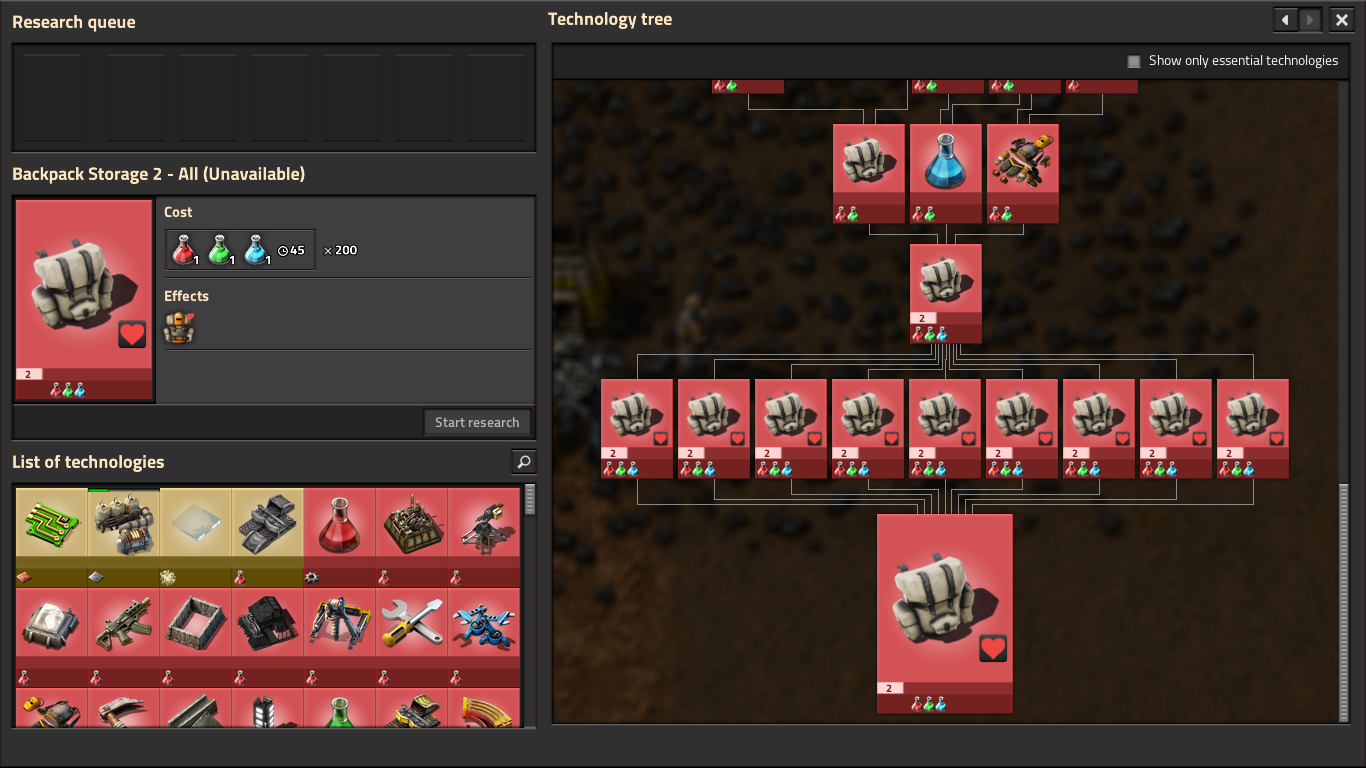 Research queue
Technology tree
Show only essential technologies
Backpack Storage 2 - All (Unavailable)
Cost
1 1 1 45 × 200
Effects
2
Start research
List of technologies
2
2 2 2 2 2 2 2 2 2
2